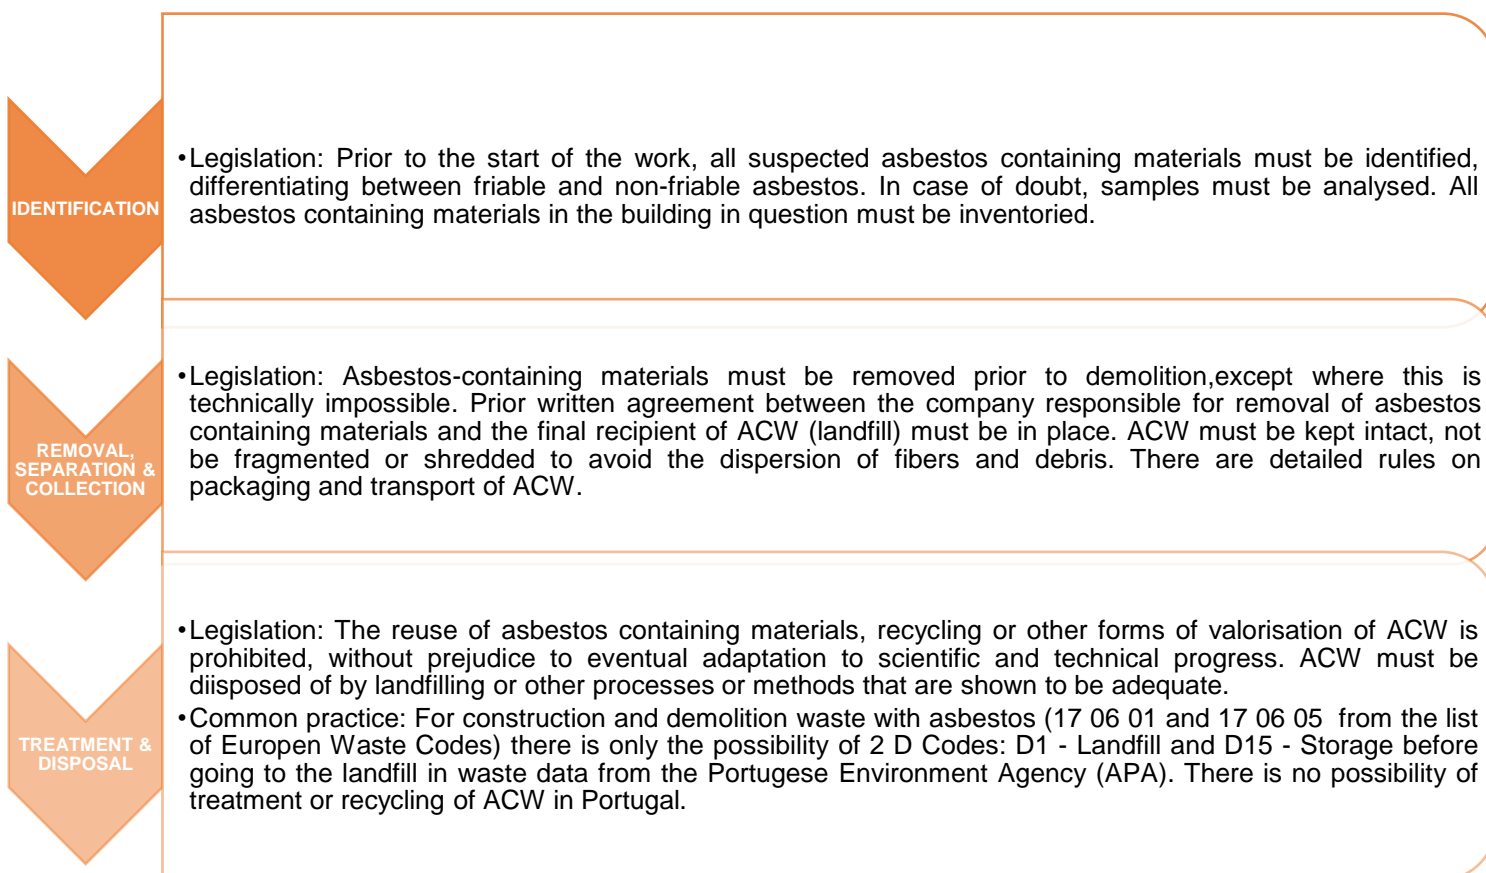 IDENTIFICATION
•Legislation: Prior to the start of the work, all suspected asbestos containing materials must be identified,
differentiating between friable and non-friable asbestos. In case of doubt, samples must be analysed. All
asbestos containing materials in the building in question must be inventoried.
REMOVAL,
SEPARATION &
COLLECTION
•Legislation: Asbestos-containing materials must be removed prior to demolition,except where this is
technically impossible. Prior written agreement between the company responsible for removal of asbestos
containing materials and the final recipient of ACW (landfill) must be in place. ACW must be kept intact, not
be fragmented or shredded to avoid the dispersion of fibers and debris. There are detailed rules on
packaging and transport of ACW.
TREATMENT &
DISPOSAL
•Legislation: The reuse of asbestos containing materials, recycling or other forms of valorisation of ACW is
prohibited, without prejudice to eventual adaptation to scientific and technical progress. ACW must be
diisposed of by landfilling or other processes or methods that are shown to be adequate.
•Common practice: For construction and demolition waste with asbestos (17 06 01 and 17 06 05 from the list
of Europen Waste Codes) there is only the possibility of 2 D Codes: D1 - Landfill and D15 - Storage before
going to the landfill in waste data from the Portugese Environment Agency (APA). There is no possibility of
treatment or recycling of ACW in Portugal.